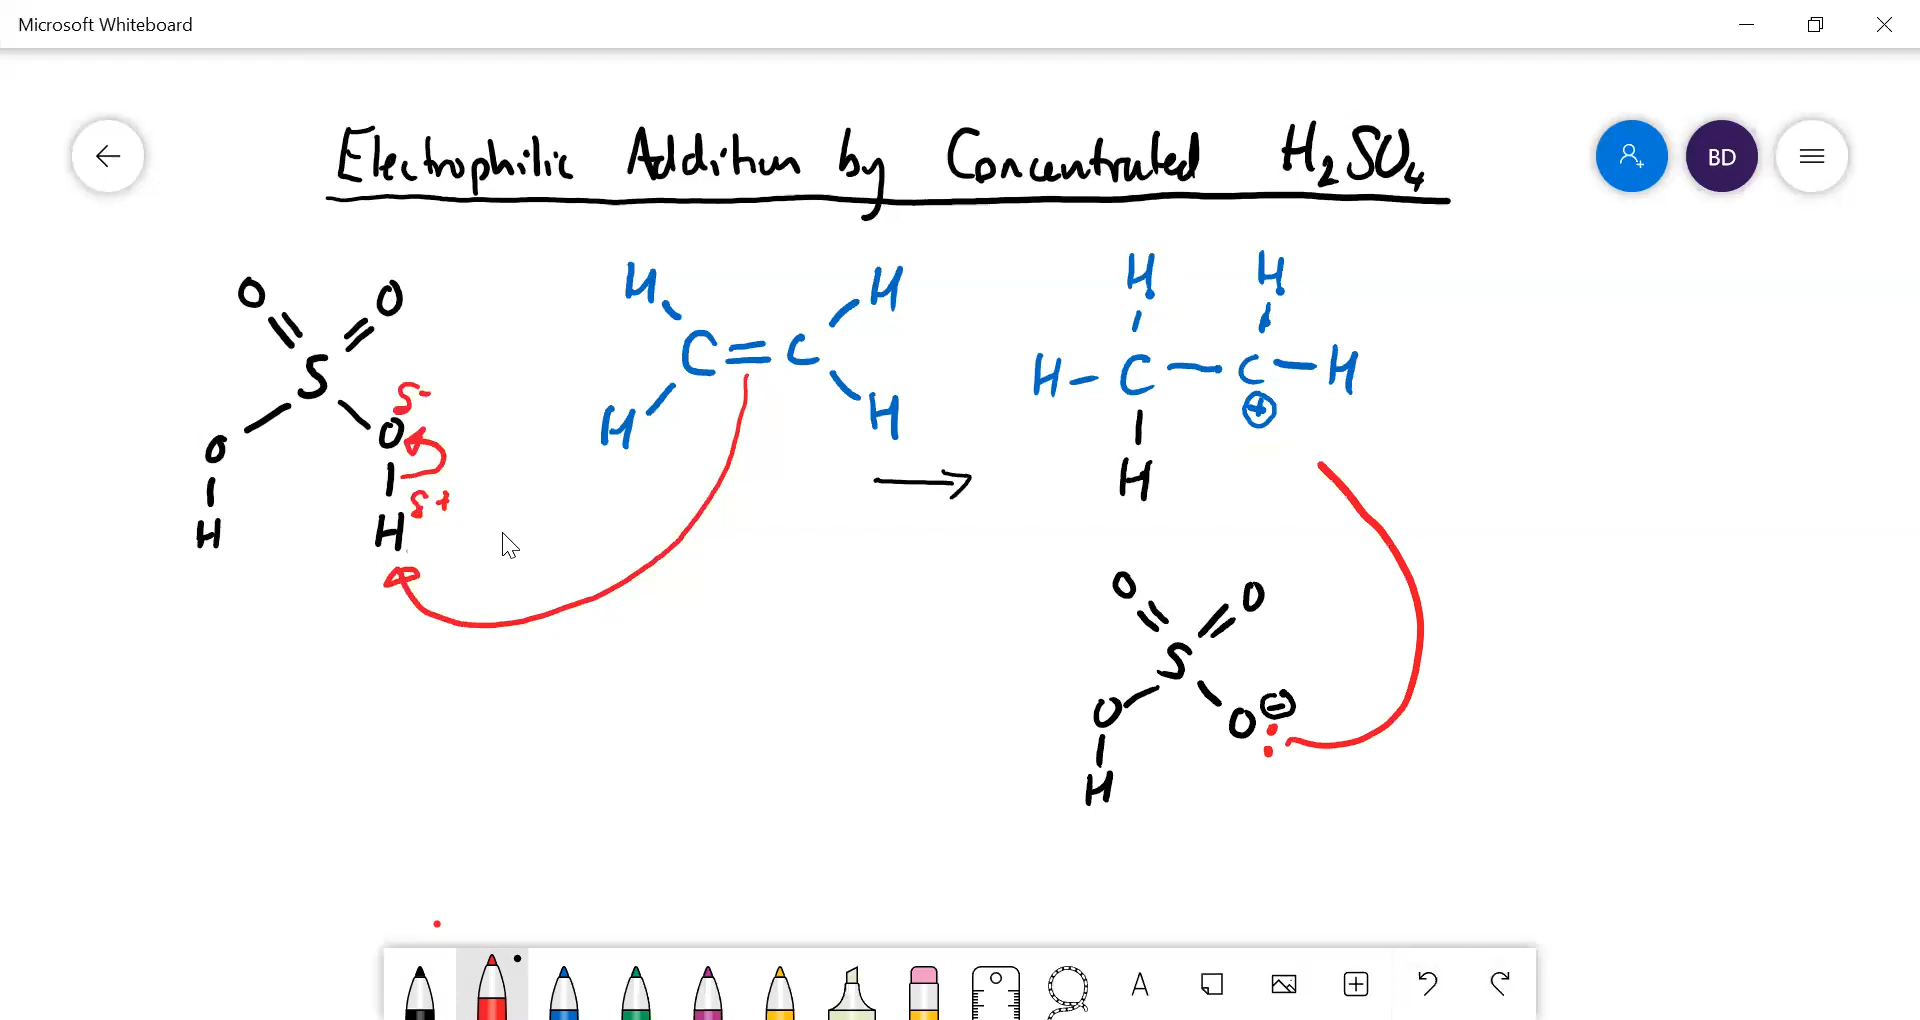 Microsoft Whiteboard
Electrophilic Addition by Concentrated H₂SO₄
BD
H H H H
O O
C = C
H - C - C - H
S
δ-
O O
H H
⊕
δ+
H H
H
O O
S
O O ⊖
H
A